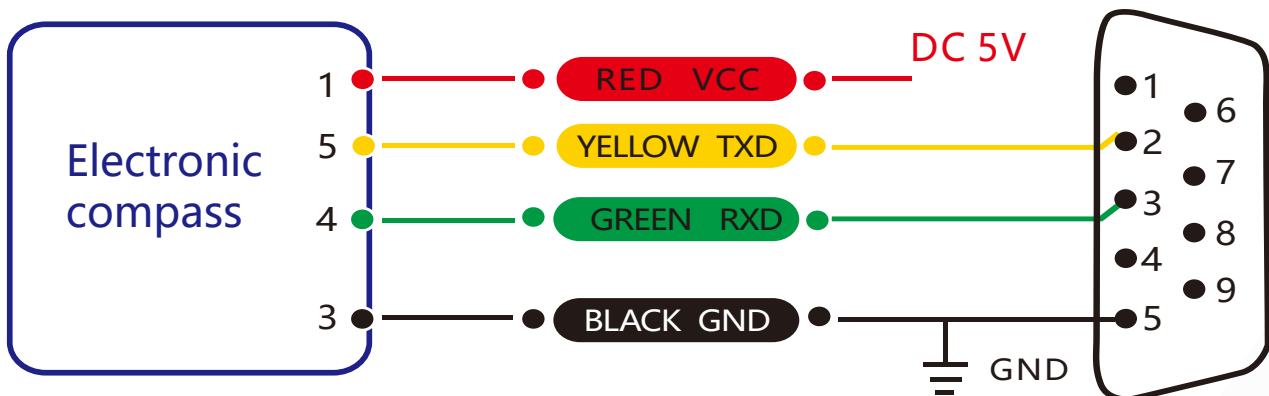 DC 5V
1 RED VCC
5 YELLOW TXD
4 GREEN RXD
3 BLACK GND
Electronic
compass
GND
1
2
3
4
5
6
7
8
9